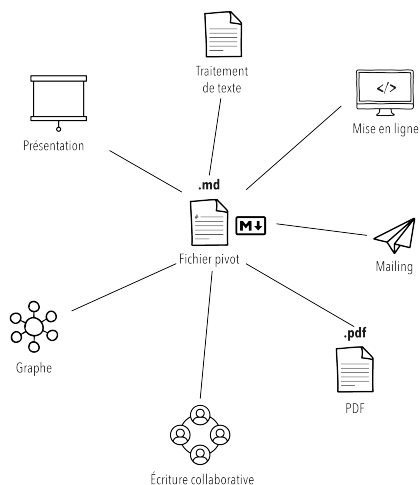 Traitement
de texte
</>
Mise en ligne
Présentation
.md
#
M
Fichier pivot
Mailing
.pdf
PDF
Graphe
Écriture collaborative